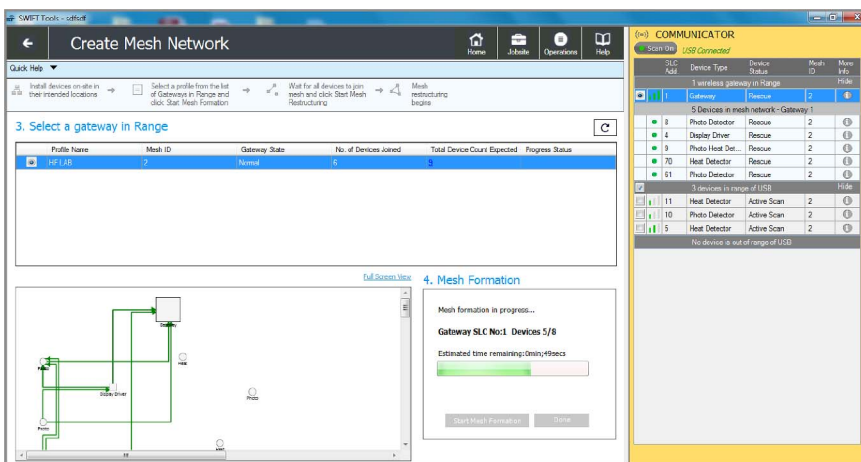 SWIFT Tools - sdfsdf
Create Mesh Network
Home Jobsite Operations Help
Quick Help
Install devices on-site in their intended locations
Select a profile from the list of Gateways in Range and click Start Mesh Formation
Wait for all devices to join mesh and click Start Mesh Restructuring
Mesh restructuring begins
3. Select a gateway in Range
Profile Name Mesh ID Gateway State No. of Devices Joined Total Device Count Expected Progress Status
HF LAB 2 Normal 6 9
Full Screen View
Gateway
Photo
Heat
Display Driver
Photo
Photo
4. Mesh Formation
Mesh formation in progress...
Gateway SLC No:1 Devices 5/8
Estimated time remaining:0min;49secs
Start Mesh Formation Done
COMMUNICATOR
Scan On USB Connected
SLC Add. Device Type Device Status Mesh ID More Info
1 wireless gateway in Range Hide
1 Gateway Rescue 2
5 Devices in mesh network - Gateway 1
8 Photo Detector Rescue 2
4 Display Driver Rescue 2
9 Photo Heat Det... Rescue 2
70 Heat Detector Rescue 2
61 Photo Detector Rescue 2
3 devices in range of USB Hide
11 Heat Detector Active Scan 2
10 Photo Detector Active Scan 2
5 Heat Detector Active Scan 2
No device is out of range of USB